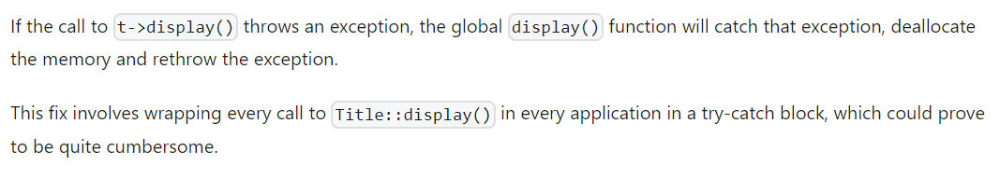 If the call to t->display() throws an exception, the global display() function will catch that exception, deallocate
the memory and rethrow the exception.
This fix involves wrapping every call to Title::display() in every application in a try-catch block, which could prove
to be quite cumbersome.